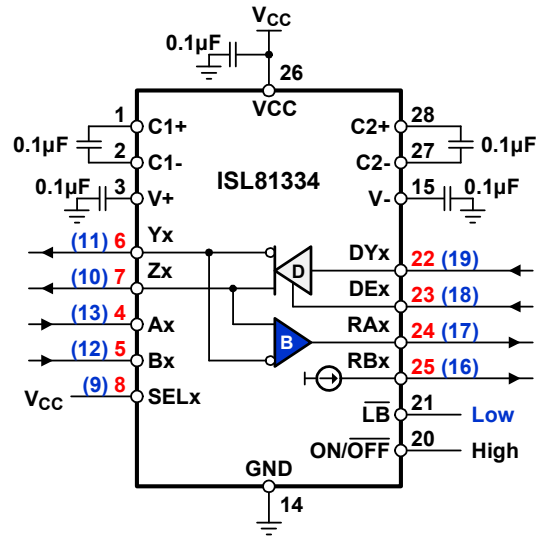 VCC
0.1µF
26
VCC
1
C1+
C2+
28
0.1µF
0.1µF
2
C1-
C2-
27
ISL81334
0.1µF
3
V+
V-
15
0.1µF
(11) 6
Yx
DYx
22 (19)
D
(10) 7
Zx
DEx
23 (18)
(13) 4
Ax
RAx
24 (17)
B
(12) 5
Bx
RBx
25 (16)
VCC
(9) 8
SELx
LB
21
Low
ON/OFF
20
High
GND
14